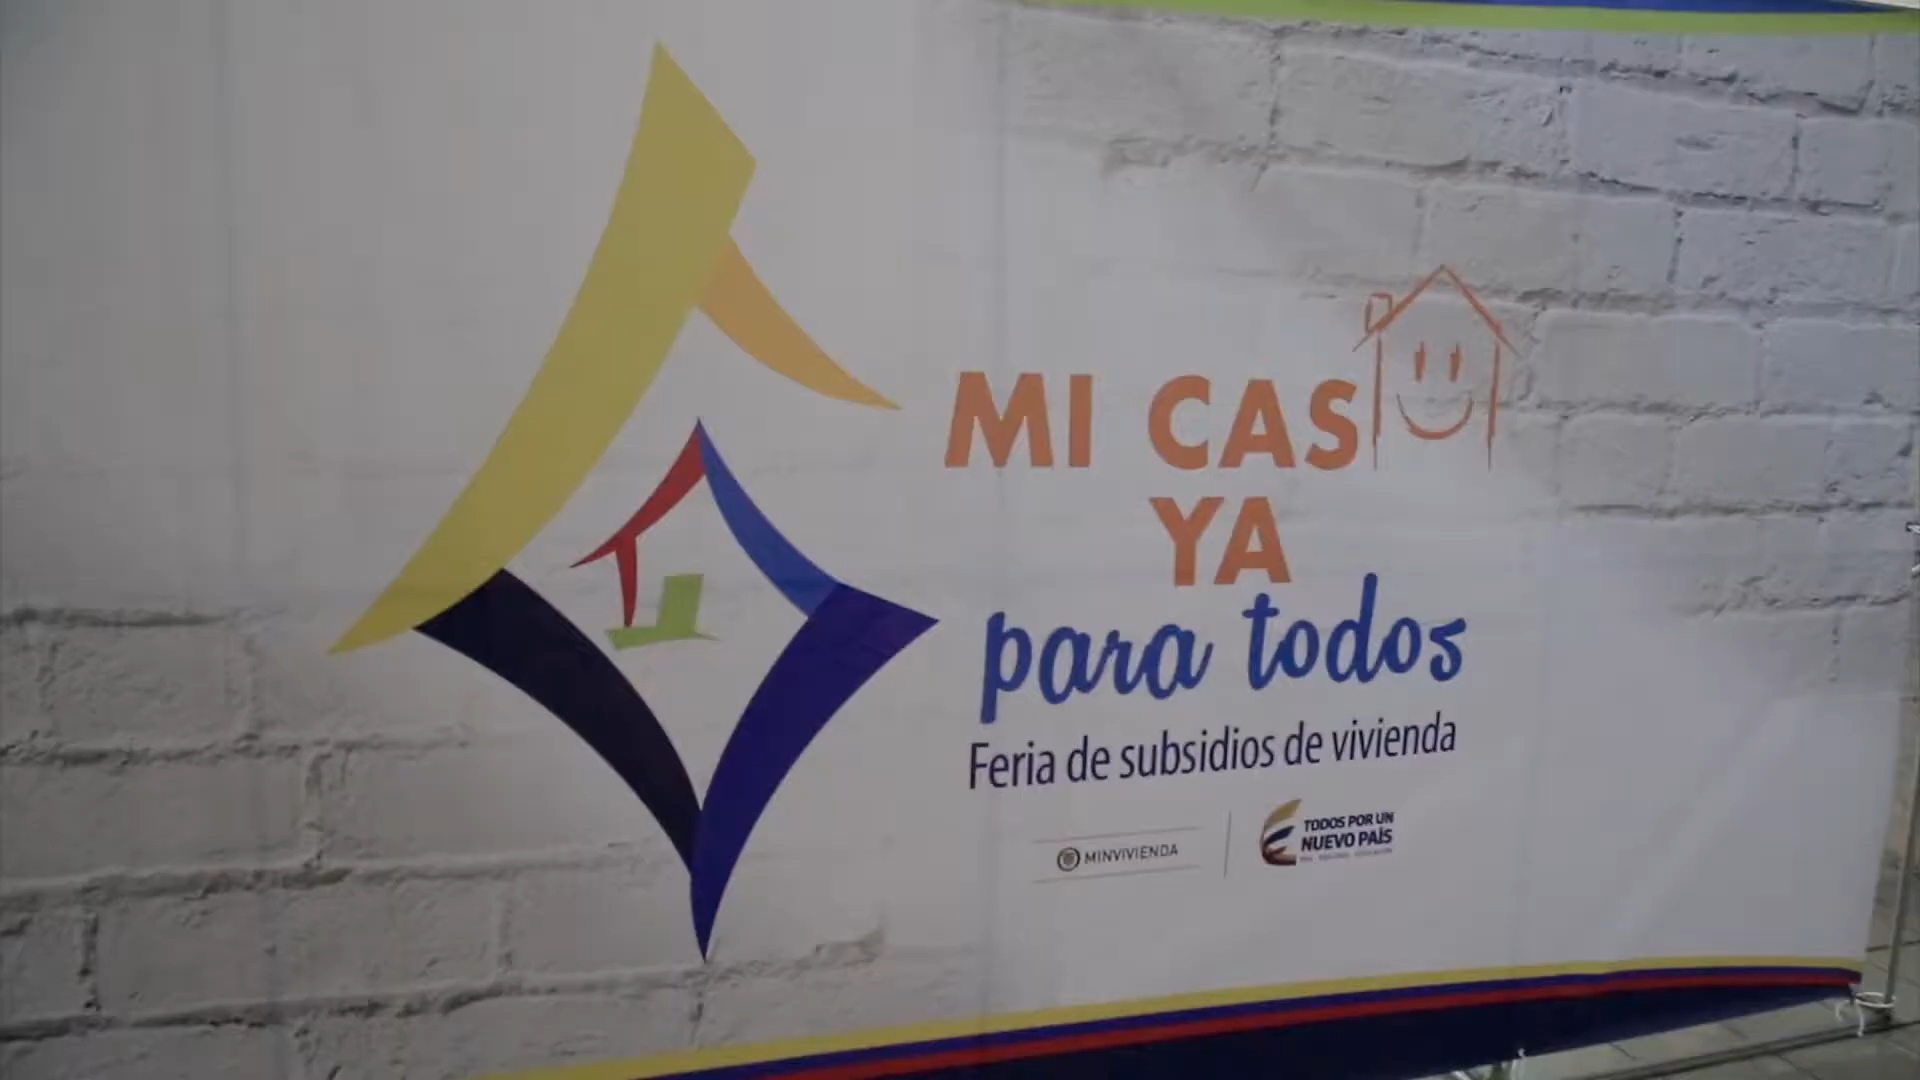 MI CAS
YA
para todos
Feria de subsidios de vivienda
MINVIVIENDA
TODOS POR UN
NUEVO PAÍS